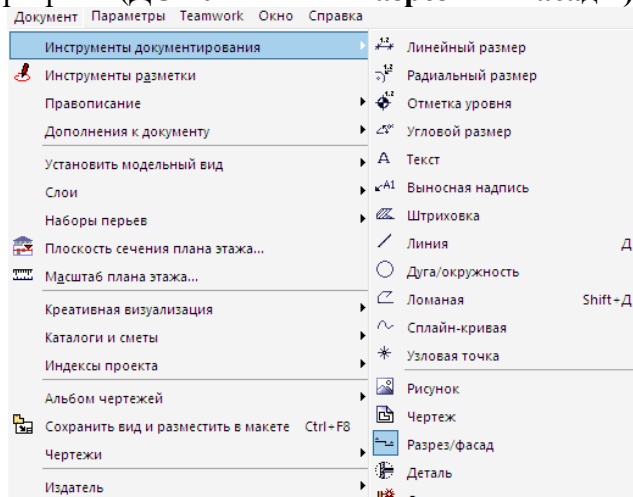 Документ Параметры Teamwork Окно Справка
Инструменты документирования
Инструменты разметки
Правописание
Дополнения к документу
Установить модельный вид
Слои
Наборы перьев
Плоскость сечения плана этажа...
Масштаб плана этажа...
Креативная визуализация
Каталоги и сметы
Индексы проекта
Альбом чертежей
Сохранить вид и разместить в макете Ctrl+F8
Чертежи
Издатель
Линейный размер
Радиальный размер
Отметка уровня
Угловой размер
Текст
Выносная надпись
Штриховка
Линия Д
Дуга/окружность
Ломаная Shift+Д
Сплайн-кривая
Узловая точка
Рисунок
Чертеж
Разрез/фасад
Деталь